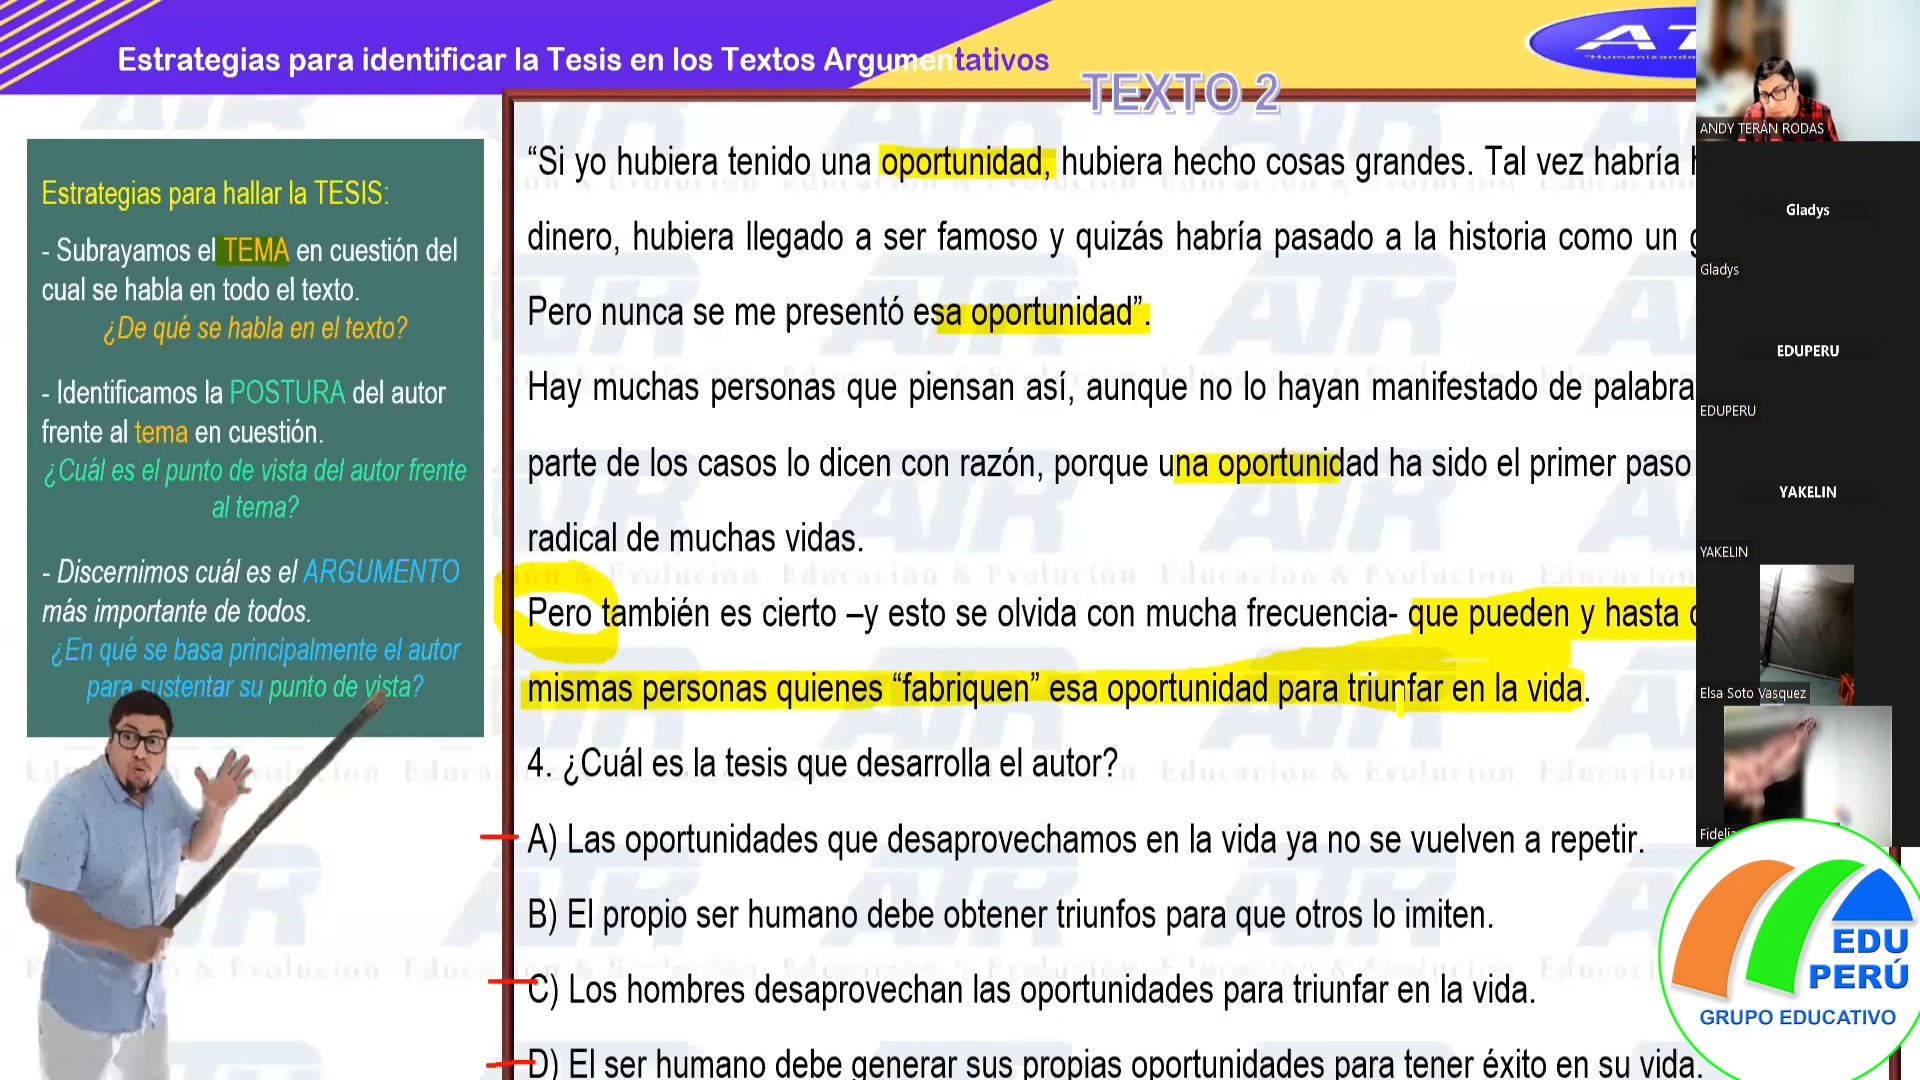 Estrategias para identificar la Tesis en los Textos Argumentativos
TEXTO 2
Estrategias para hallar la TESIS:
- Subrayamos el TEMA en cuestión del
cual se habla en todo el texto.
¿De qué se habla en el texto?
- Identificamos la POSTURA del autor
frente al tema en cuestión.
¿Cuál es el punto de vista del autor frente
al tema?
- Discernimos cuál es el ARGUMENTO
más importante de todos.
¿En qué se basa principalmente el autor
para sustentar su punto de vista?
“Si yo hubiera tenido una oportunidad, hubiera hecho cosas grandes. Tal vez habría
dinero, hubiera llegado a ser famoso y quizás habría pasado a la historia como un
Pero nunca se me presentó esa oportunidad”.
Hay muchas personas que piensan así, aunque no lo hayan manifestado de palabra
parte de los casos lo dicen con razón, porque una oportunidad ha sido el primer paso
radical de muchas vidas.
Pero también es cierto –y esto se olvida con mucha frecuencia- que pueden y hasta
mismas personas quienes “fabriquen” esa oportunidad para triunfar en la vida.
4. ¿Cuál es la tesis que desarrolla el autor?
A) Las oportunidades que desaprovechamos en la vida ya no se vuelven a repetir.
B) El propio ser humano debe obtener triunfos para que otros lo imiten.
C) Los hombres desaprovechan las oportunidades para triunfar en la vida.
D) El ser humano debe generar sus propias oportunidades para tener éxito en su vida.
ANDY TERÁN RODAS
Gladys
Gladys
EDUPERU
EDUPERU
YAKELIN
YAKELIN
Elsa Soto Vasquez
EDU
PERÚ
GRUPO EDUCATIVO